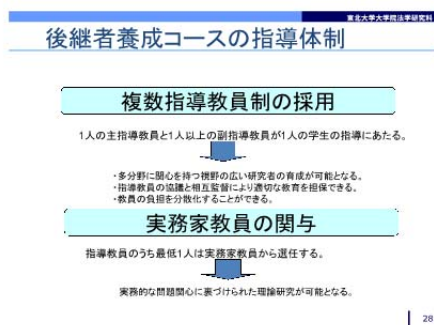 東北大学大学院法学研究科
後継者養成コースの指導体制
複数指導教員制の採用
1人の主指導教員と1人以上の副指導教員が1人の学生の指導にあたる。
・多分野に関心を持つ視野の広い研究者の育成が可能となる。
・指導教員の協議と相互監督により適切な教育を担保できる。
・教員の負担を分散化することができる。
実務家教員の関与
指導教員のうち最低1人は実務家教員から選任する。
実務的な問題関心に裏づけられた理論研究が可能となる。
28